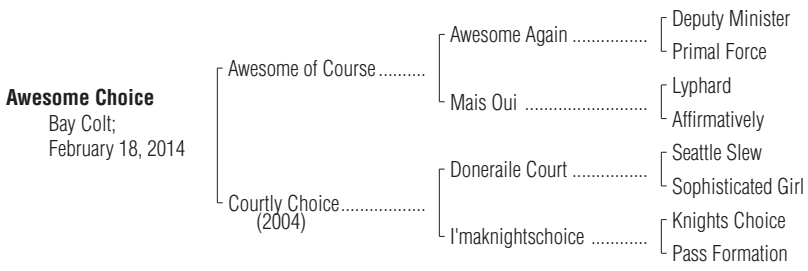 Awesome Choice
Bay Colt;
February 18, 2014
Awesome of Course..........
Courtly Choice..................
(2004)
Awesome Again ................
Mais Oui ..........................
Doneraile Court ................
I'maknightschoice ............
Deputy Minister
Primal Force
Lyphard
Affirmatively
Seattle Slew
Sophisticated Girl
Knights Choice
Pass Formation